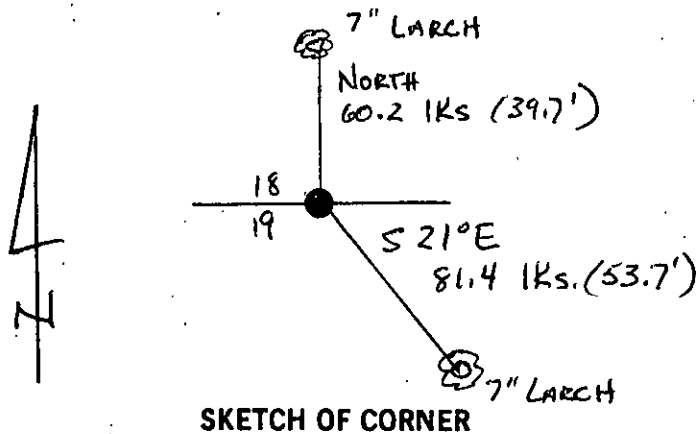 7" LARCH
NORTH
60.2 lKs (39.7')
18
19
S 21°E
81.4 lKs. (53.7')
7" LARCH
N
SKETCH OF CORNER